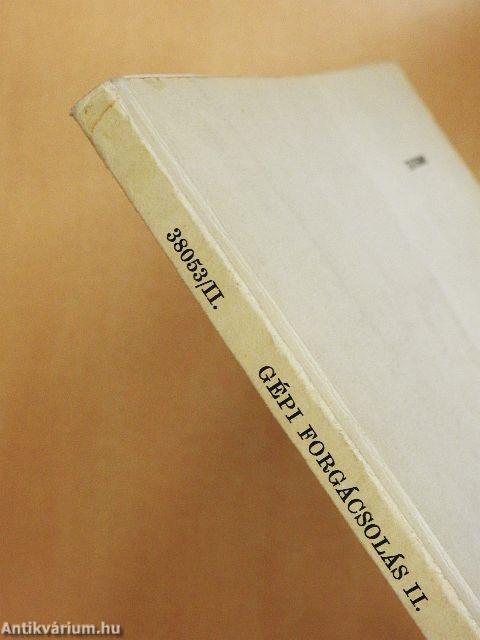 38053/II.
GÉPI FORGÁCSOLÁS II.
Antikvárium.hu